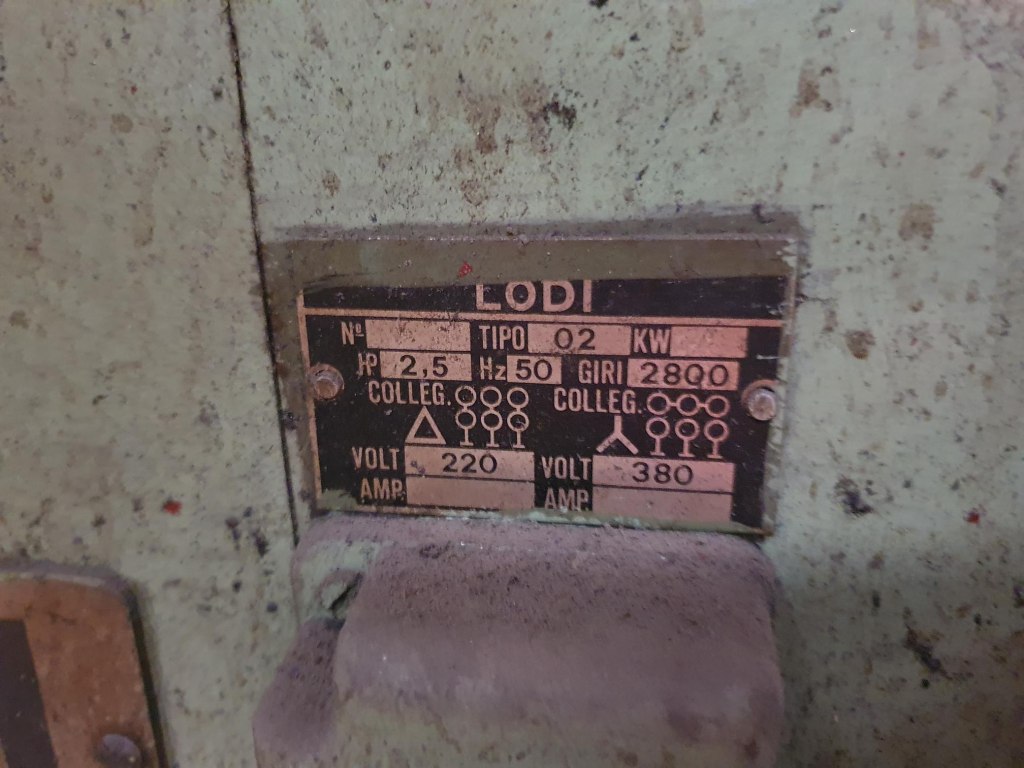 LODI
Nº TIPO 02 KW
HP 2,5 Hz 50 GIRI 2800
COLLEG. COLLEG.
VOLT 220 VOLT 380
AMP. AMP.